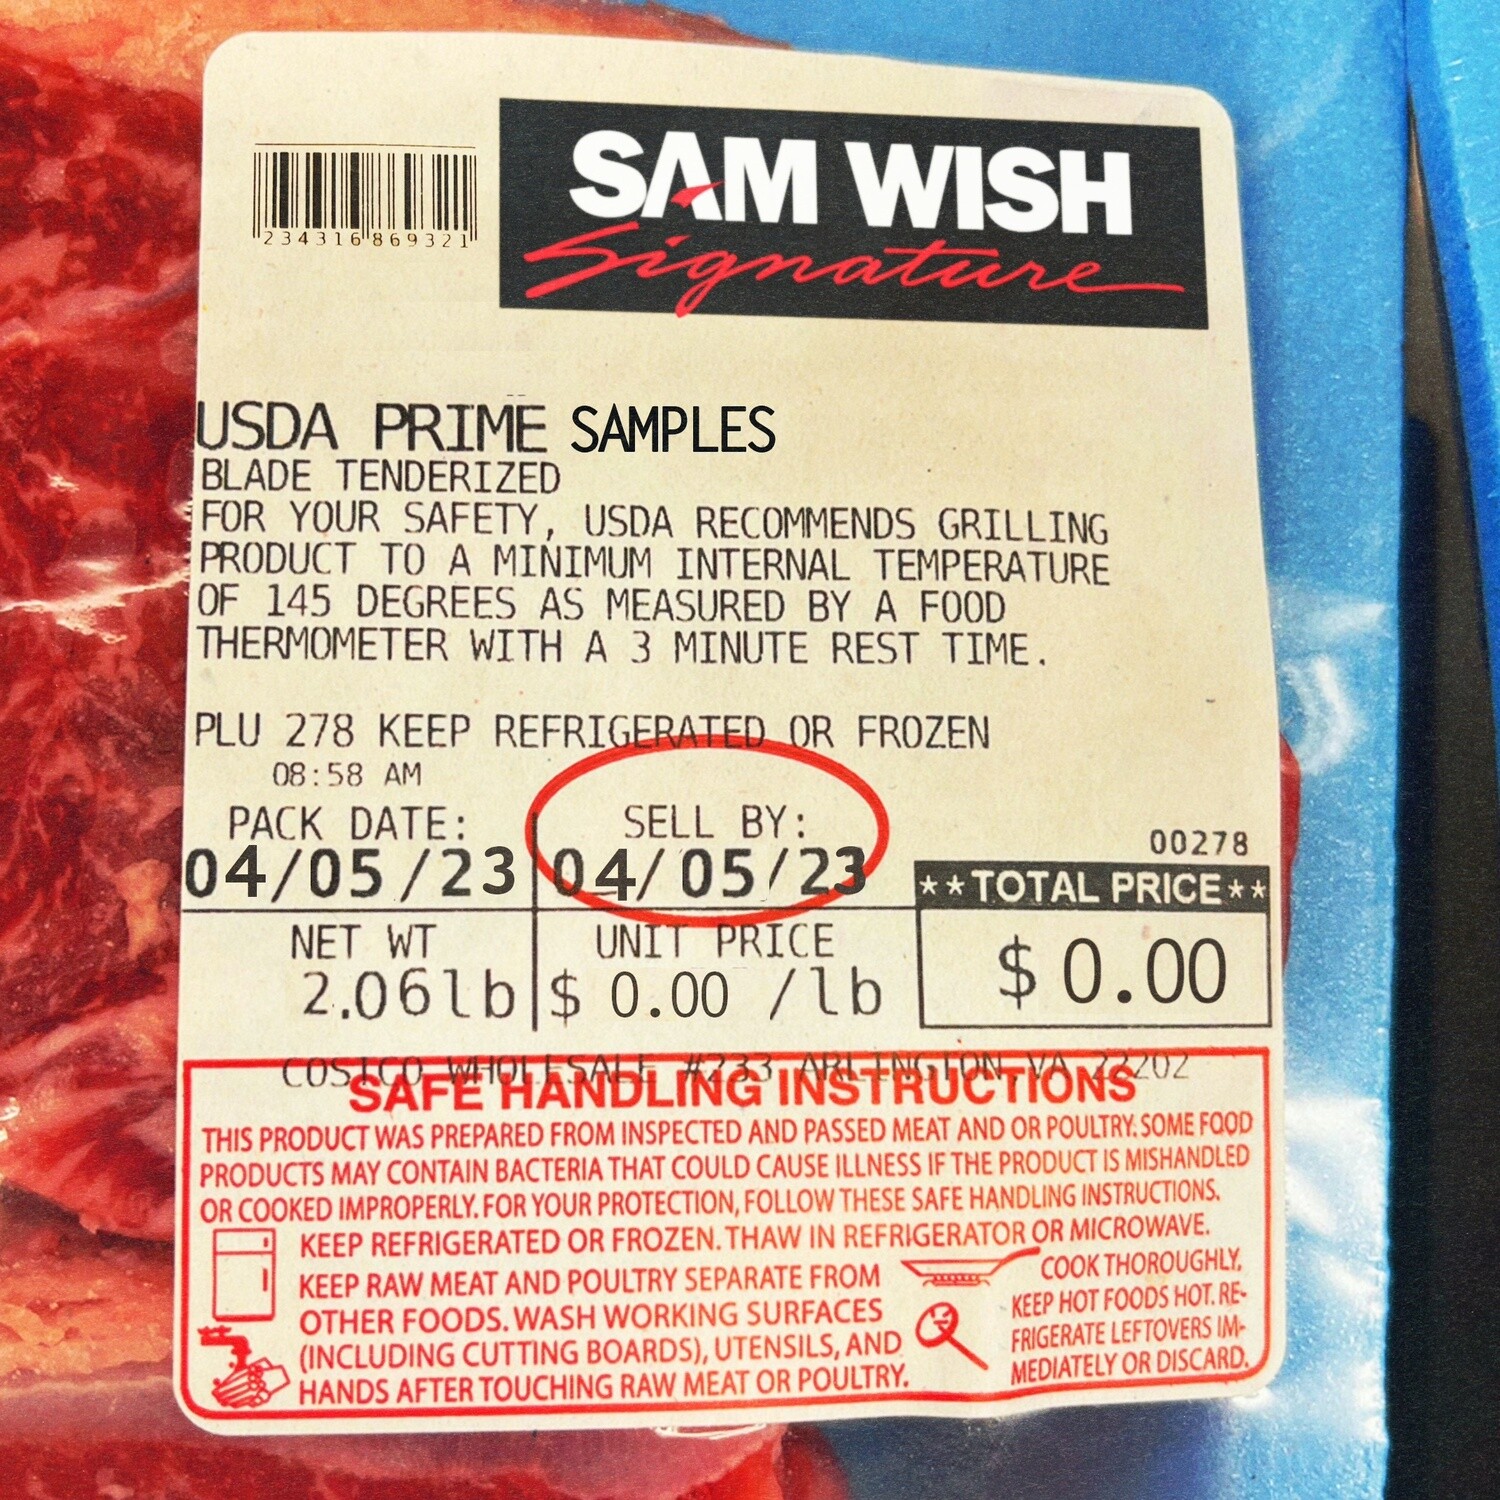 234316869321
SAM WISH
Signature
USDA PRIME SAMPLES
BLADE TENDERIZED
FOR YOUR SAFETY, USDA RECOMMENDS GRILLING
PRODUCT TO A MINIMUM INTERNAL TEMPERATURE
OF 145 DEGREES AS MEASURED BY A FOOD
THERMOMETER WITH A 3 MINUTE REST TIME.
PLU 278 KEEP REFRIGERATED OR FROZEN
08:58 AM
PACK DATE: SELL BY:
04/05/23 04/05/23
00278
**TOTAL PRICE**
NET WT UNIT PRICE
2.06lb $ 0.00 /lb
$ 0.00
COSTCO WHOLESALE #233 ARLINGTON, VA 22202
SAFE HANDLING INSTRUCTIONS
THIS PRODUCT WAS PREPARED FROM INSPECTED AND PASSED MEAT AND OR POULTRY. SOME FOOD
PRODUCTS MAY CONTAIN BACTERIA THAT COULD CAUSE ILLNESS IF THE PRODUCT IS MISHANDLED
OR COOKED IMPROPERLY. FOR YOUR PROTECTION, FOLLOW THESE SAFE HANDLING INSTRUCTIONS.
KEEP REFRIGERATED OR FROZEN. THAW IN REFRIGERATOR OR MICROWAVE.
KEEP RAW MEAT AND POULTRY SEPARATE FROM
OTHER FOODS. WASH WORKING SURFACES
(INCLUDING CUTTING BOARDS), UTENSILS, AND
HANDS AFTER TOUCHING RAW MEAT OR POULTRY.
COOK THOROUGHLY,
KEEP HOT FOODS HOT. RE-
FRIGERATE LEFTOVERS IM-
MEDIATELY OR DISCARD.